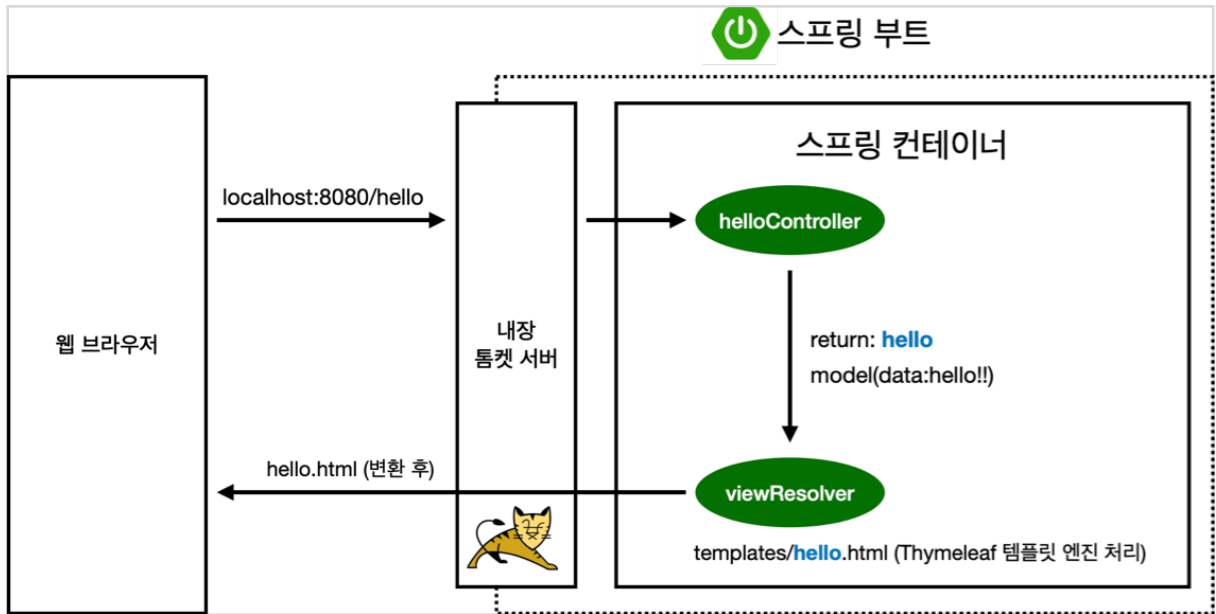 스프링 부트
스프링 컨테이너
localhost:8080/hello
helloController
웹 브라우저
내장
톰켓 서버
return: hello
model(data:hello!!)
hello.html (변환 후)
viewResolver
templates/hello.html (Thymeleaf 템플릿 엔진 처리)